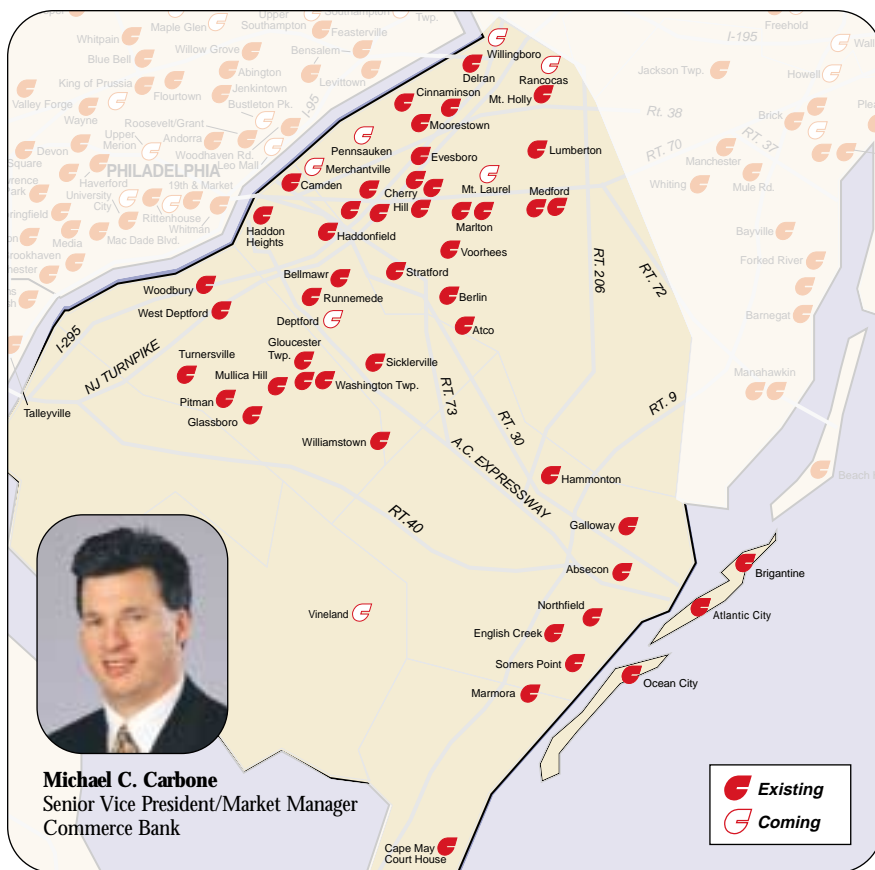 Maple Glen
Upper
Southampton
Southampton
Twp.
Freehold
Whitpain
Feasterville
Willow Grove
Bensalem
I-195
Blue Bell
Abington
Levittown
Willingboro
Delran
Rancocas
Jackson Twp.
Howell
King of Prussia
Jenkintown
Flourtown
Bustleton Pk.
I-95
Cinnaminson
Mt. Holly
Valley Forge
Wayne
Roosevelt/Grant
Rt. 38
Brick
Upper
Merion
Andorra
Moorestown
Pennsauken
RT. 37
Devon
Woodhaven Rd.
Leo Mall
RT. 70
Square
PHILADELPHIA
Evesboro
Lumberton
Manchester
Merchantville
Haverford
19th & Market
Camden
Cherry
Hill
Mt. Laurel
Medford
Whiting
Mule Rd.
Park
University
City
Rittenhouse
Whitman
Marlton
Haddon
Heights
Haddonfield
Media
Mac Dade Blvd.
Voorhees
Bayville
Brookhaven
Bellmawr
Stratford
RT. 206
RT. 72
Forked River
Woodbury
Runnemede
Berlin
West Deptford
Deptford
Atco
Barnegat
I-295
NJ TURNPIKE
Turnersville
Gloucester
Twp.
Sicklerville
Mullica Hill
Washington Twp.
Manahawkin
Pitman
RT. 73
RT. 30
RT. 9
Talleyville
Glassboro
Williamstown
A.C. EXPRESSWAY
Hammonton
RT.40
Galloway
Absecon
Brigantine
Vineland
Northfield
Atlantic City
English Creek
Somers Point
Ocean City
Marmora
Michael C. Carbone
Senior Vice President/Market Manager
Commerce Bank
Existing
Coming
Cape May
Court House